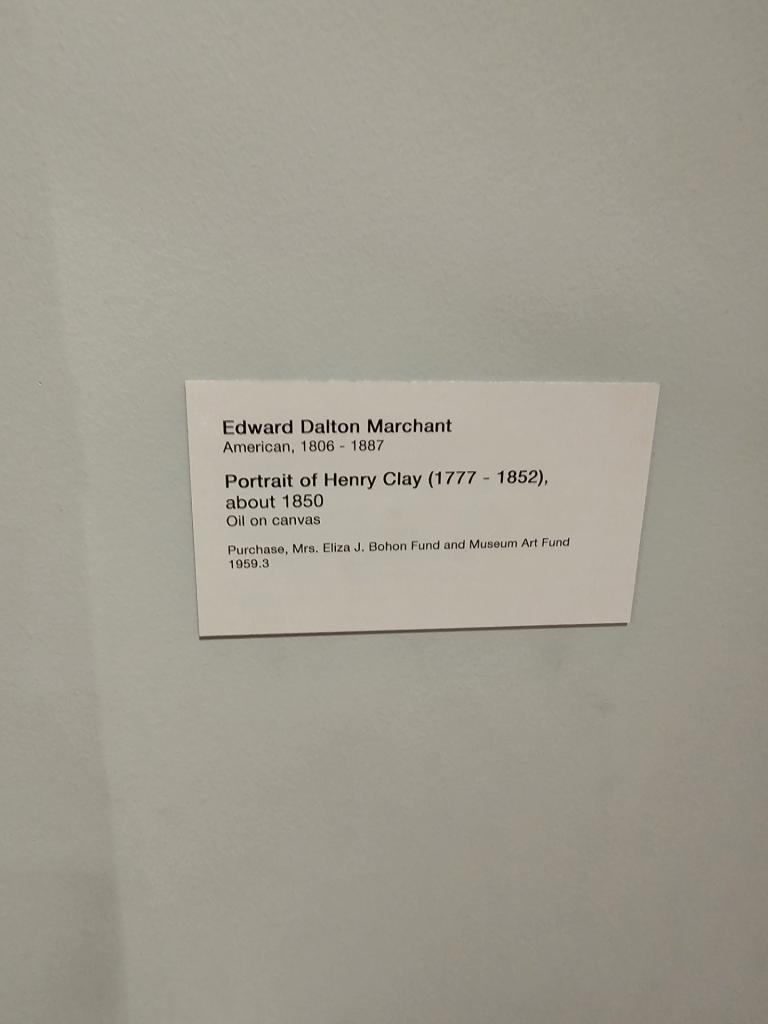 Edward Dalton Marchant
American, 1806 - 1887
Portrait of Henry Clay (1777 - 1852),
about 1850
Oil on canvas
Purchase, Mrs. Eliza J. Bohon Fund and Museum Art Fund
1959.3